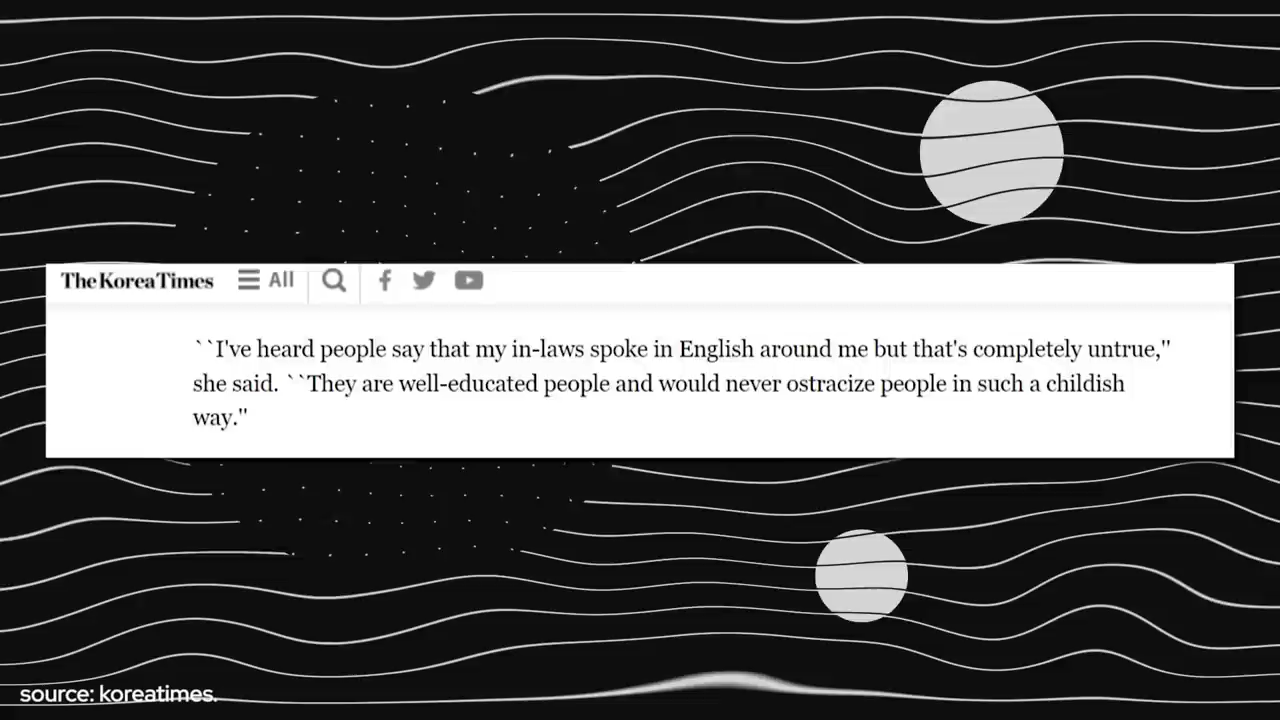 The Korea Times All
``I've heard people say that my in-laws spoke in English around me but that's completely untrue,''
she said. ``They are well-educated people and would never ostracize people in such a childish
way.''
source: koreatimes.